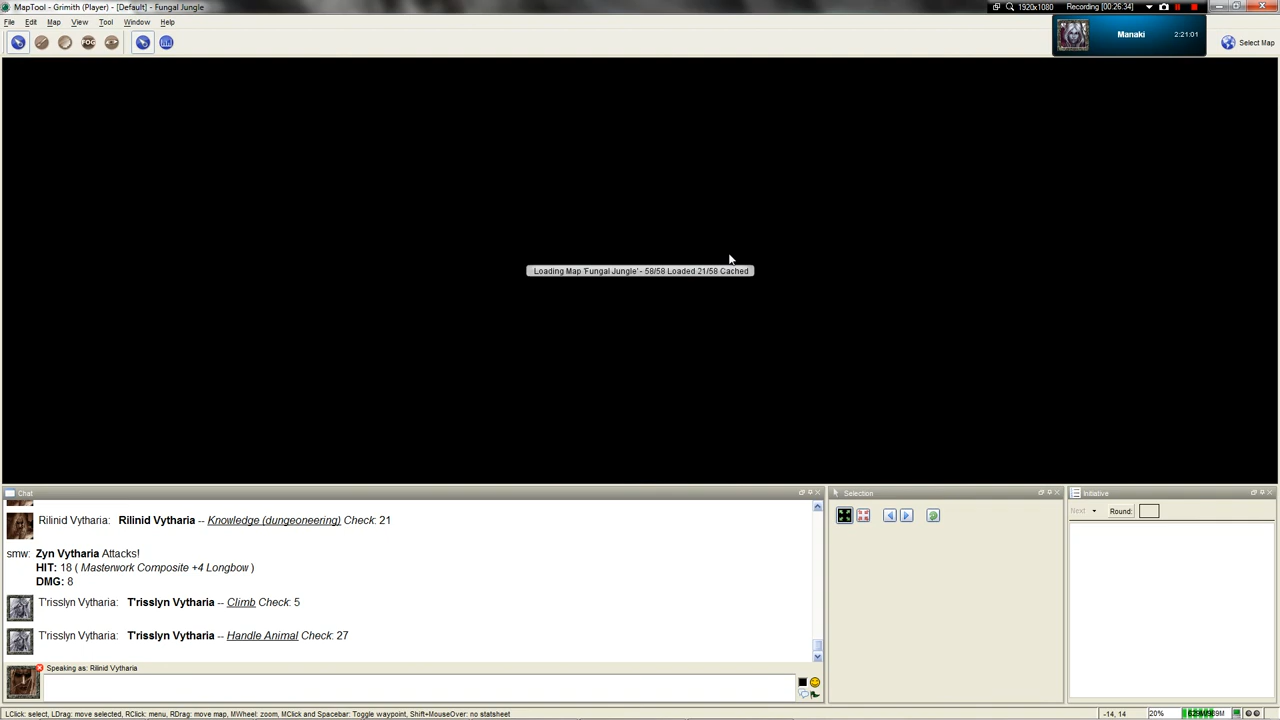 MapTool - Grimith (Player) - [Default] - Fungal Jungle
1920x1080
Recording [00:26:34]
File Edit Map View Tool Window Help
FOG
Manaki
2:21:01
Select Map
Loading Map 'Fungal Jungle' - 58/58 Loaded 21/58 Cached
Chat
Rilinid Vytharia: Rilinid Vytharia -- Knowledge (dungeoneering) Check: 21
smw: Zyn Vytharia Attacks!
HIT: 18 ( Masterwork Composite +4 Longbow )
DMG: 8
T'risslyn Vytharia: T'risslyn Vytharia -- Climb Check: 5
T'risslyn Vytharia: T'risslyn Vytharia -- Handle Animal Check: 27
Speaking as: Rilinid Vytharia
Selection
Initiative
Next
Round:
LClick: select, LDrag: move selected, RClick: menu, RDrag: move map, MWheel: zoom, MClick and Spacebar: Toggle waypoint, Shift+MouseOver: no statsheet
-14, 14
20%